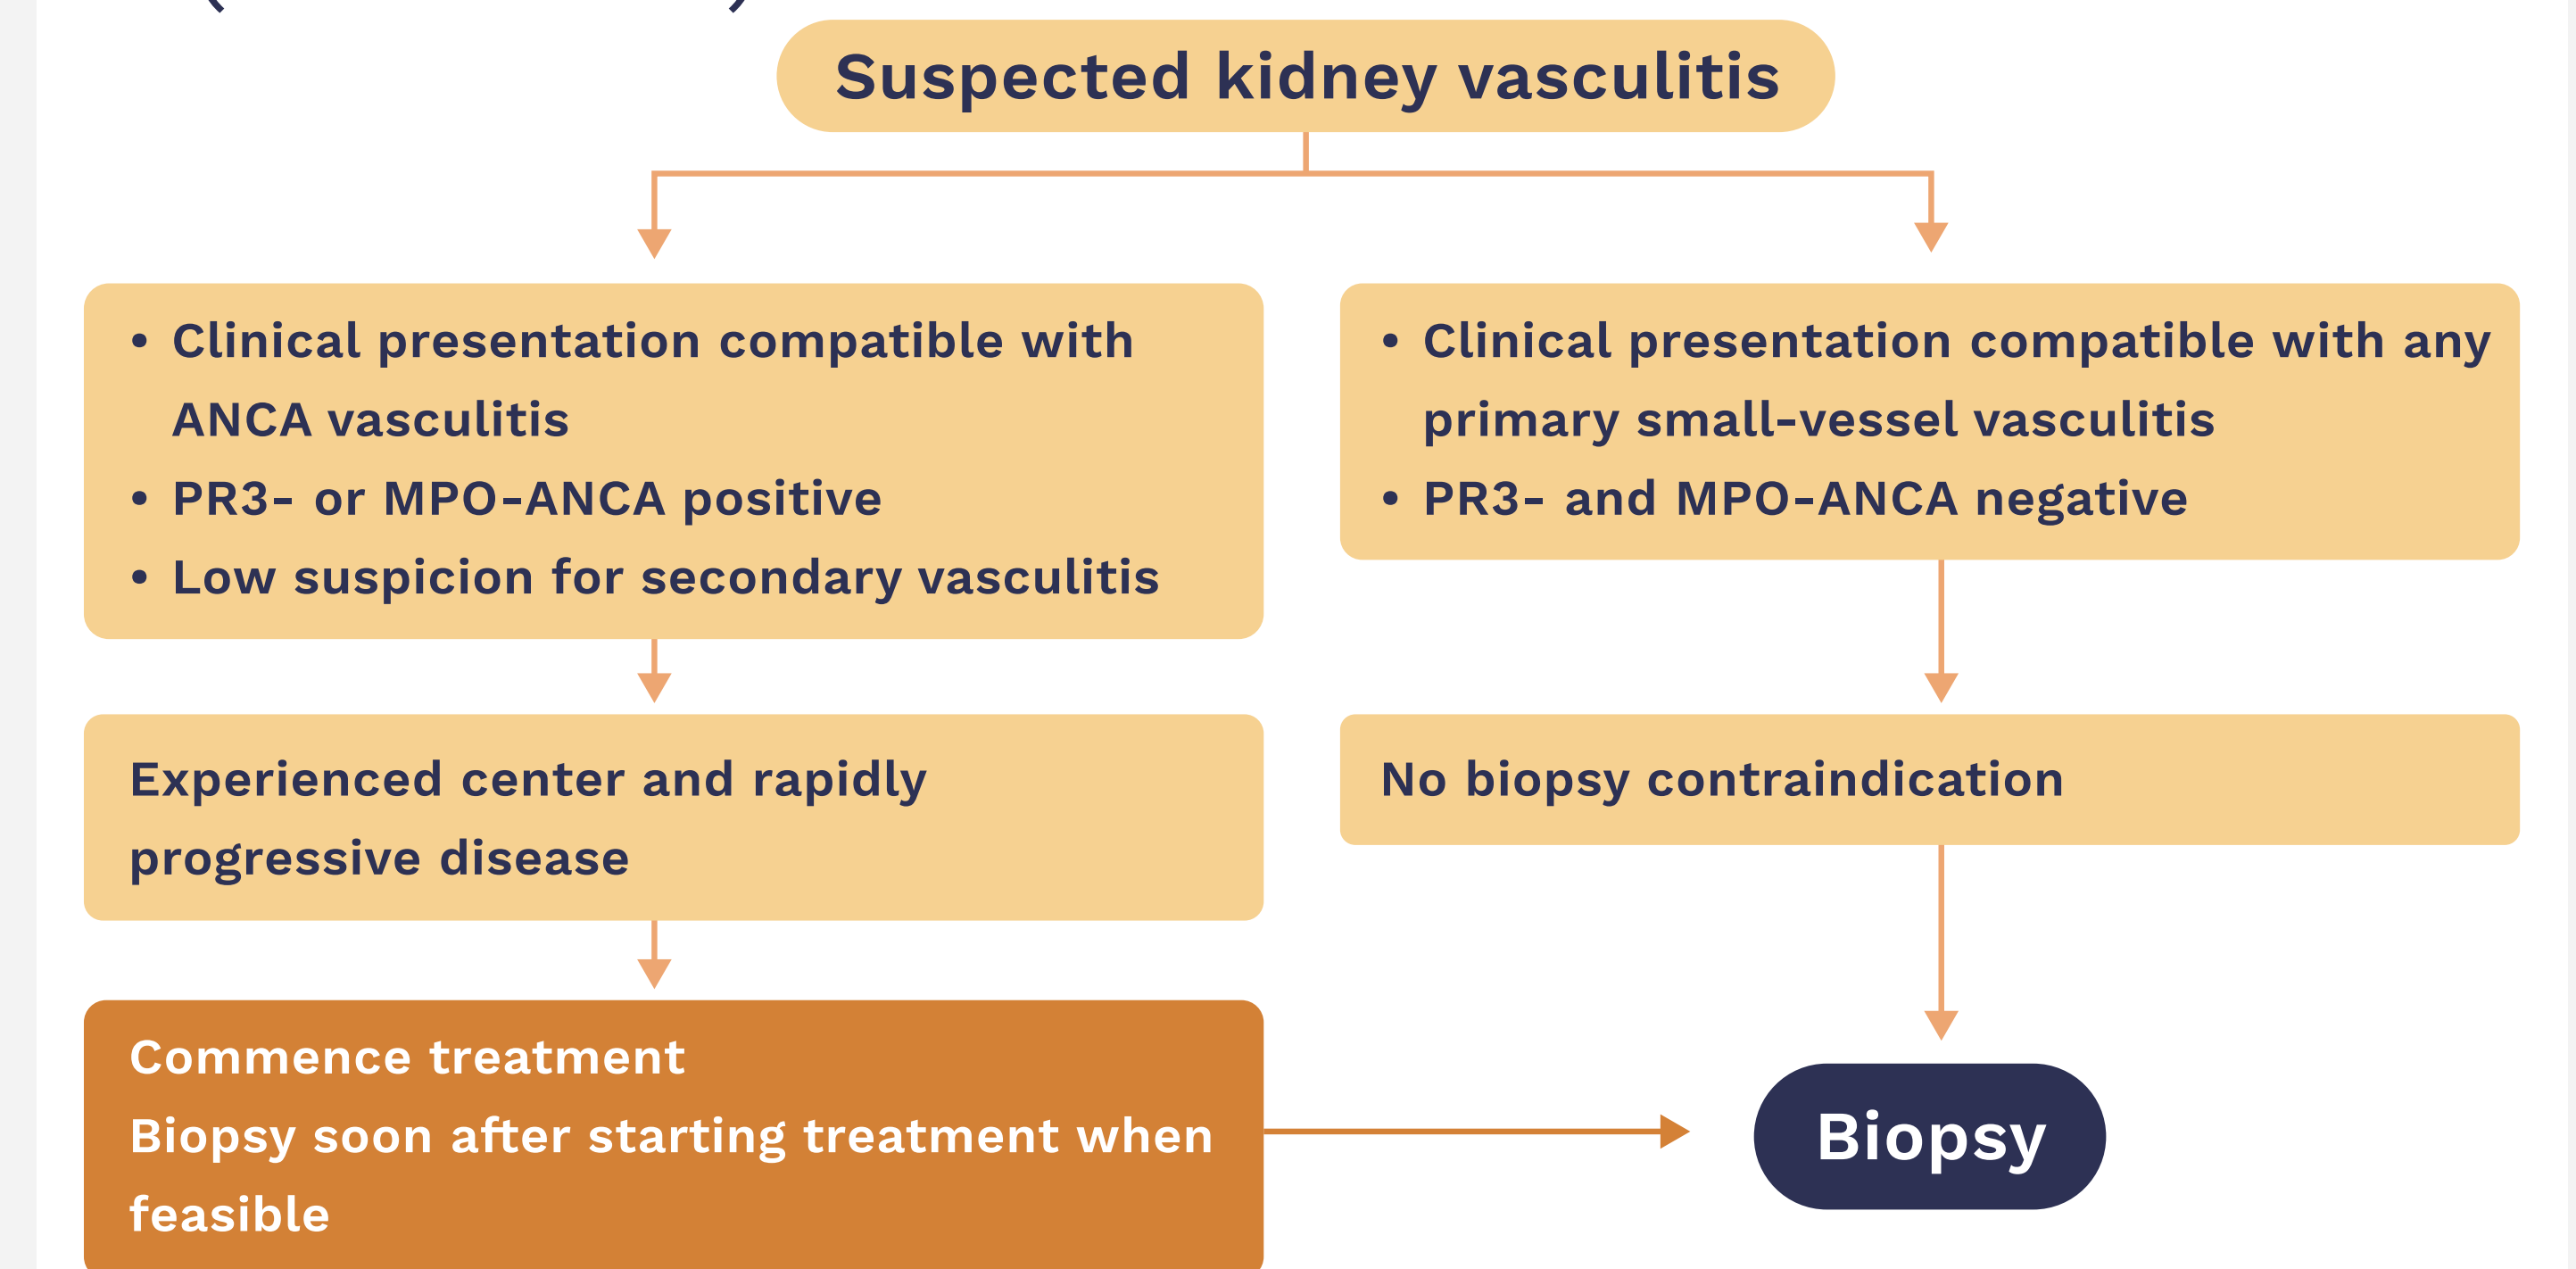 Suspected kidney vasculitis
• Clinical presentation compatible with
ANCA vasculitis
• PR3- or MPO-ANCA positive
• Low suspicion for secondary vasculitis
• Clinical presentation compatible with any
primary small-vessel vasculitis
• PR3- and MPO-ANCA negative
Experienced center and rapidly
progressive disease
No biopsy contraindication
Commence treatment
Biopsy soon after starting treatment when
feasible
Biopsy